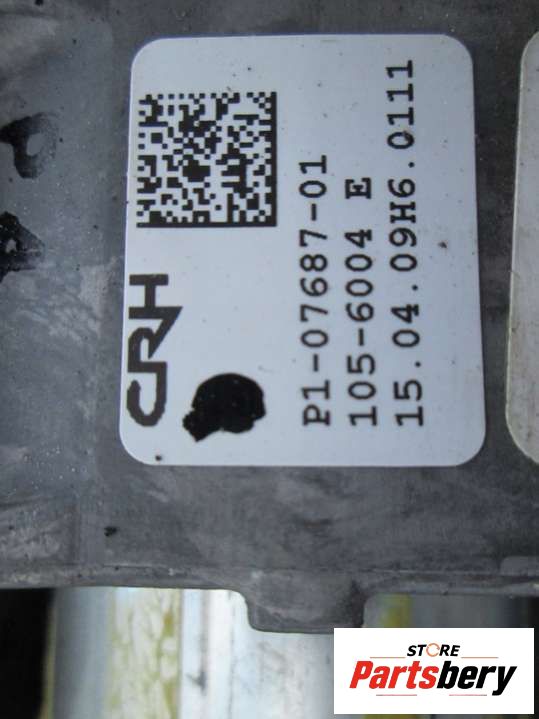 CRH
P1-07687-01
105-6004 E
15.04.09H6.0111
STORE
Partsbery